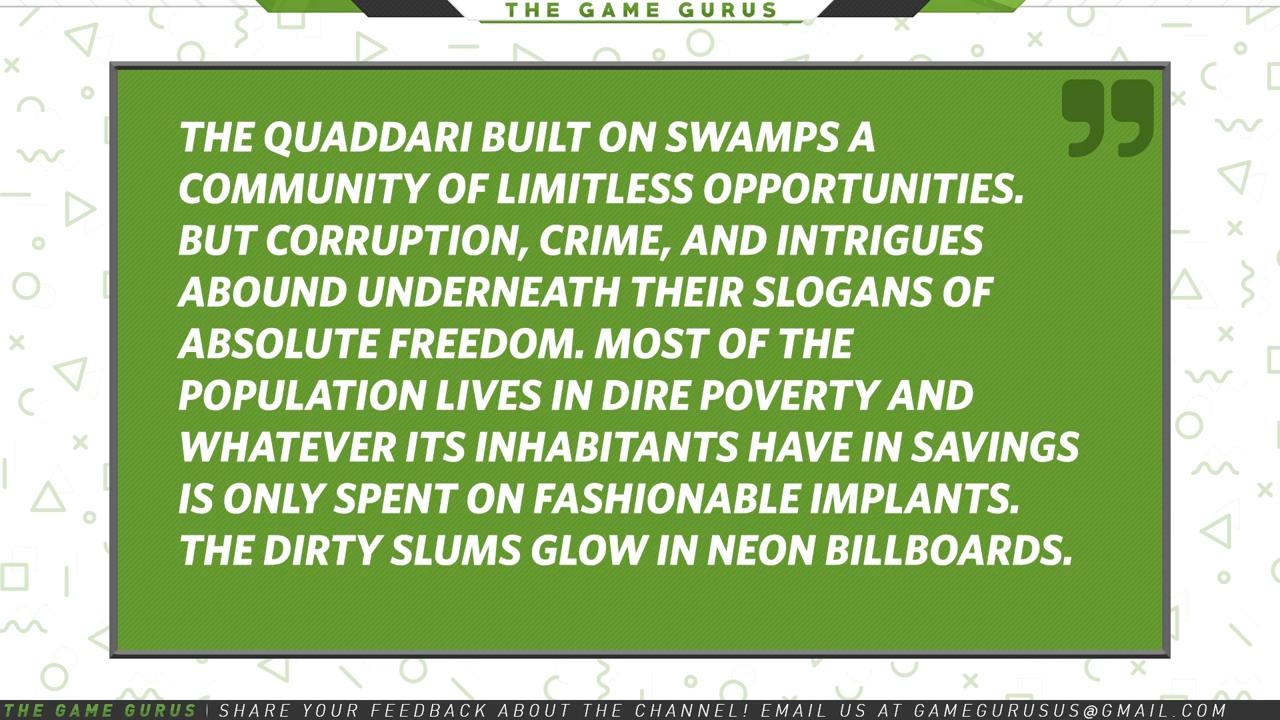 THE GAME GURUS
THE QUADDARI BUILT ON SWAMPS A
COMMUNITY OF LIMITLESS OPPORTUNITIES.
BUT CORRUPTION, CRIME, AND INTRIGUES
ABOUND UNDERNEATH THEIR SLOGANS OF
ABSOLUTE FREEDOM. MOST OF THE
POPULATION LIVES IN DIRE POVERTY AND
WHATEVER ITS INHABITANTS HAVE IN SAVINGS
IS ONLY SPENT ON FASHIONABLE IMPLANTS.
THE DIRTY SLUMS GLOW IN NEON BILLBOARDS.
THE GAME GURUS | SHARE YOUR FEEDBACK ABOUT THE CHANNEL! EMAIL US AT GAMEGURUSUS@GMAIL.COM